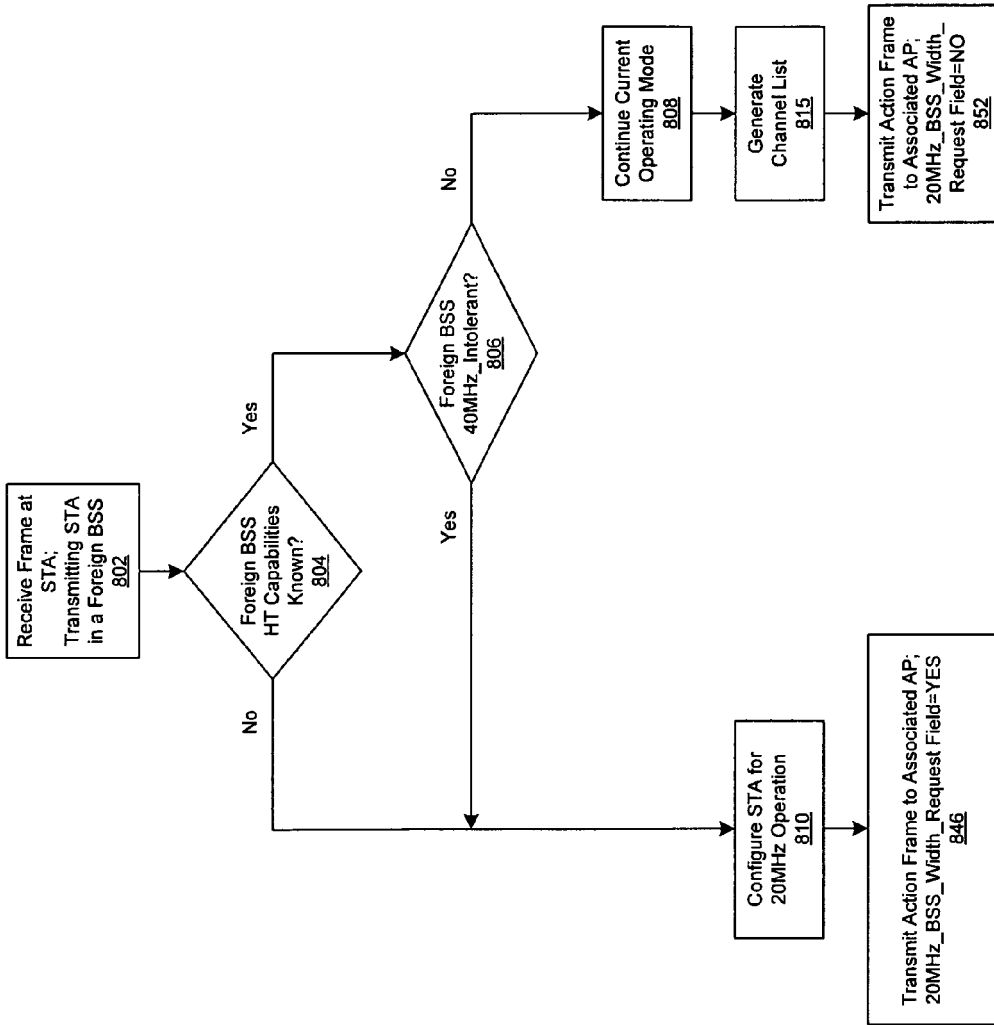 Receive Frame at
STA;
Transmitting STA
in a Foreign BSS
802
Foreign BSS
HT Capabilities
Known?
804
No
Yes
Foreign BSS
40MHz_Intolerant?
806
Yes
No
Continue Current
Operating Mode
808
Generate
Channel List
815
Transmit Action Frame
to Associated AP;
20MHz_BSS_Width_
Request Field=NO
852
Configure STA for
20MHz Operation
810
Transmit Action Frame to Associated AP;
20MHz_BSS_Width_Request Field=YES
846